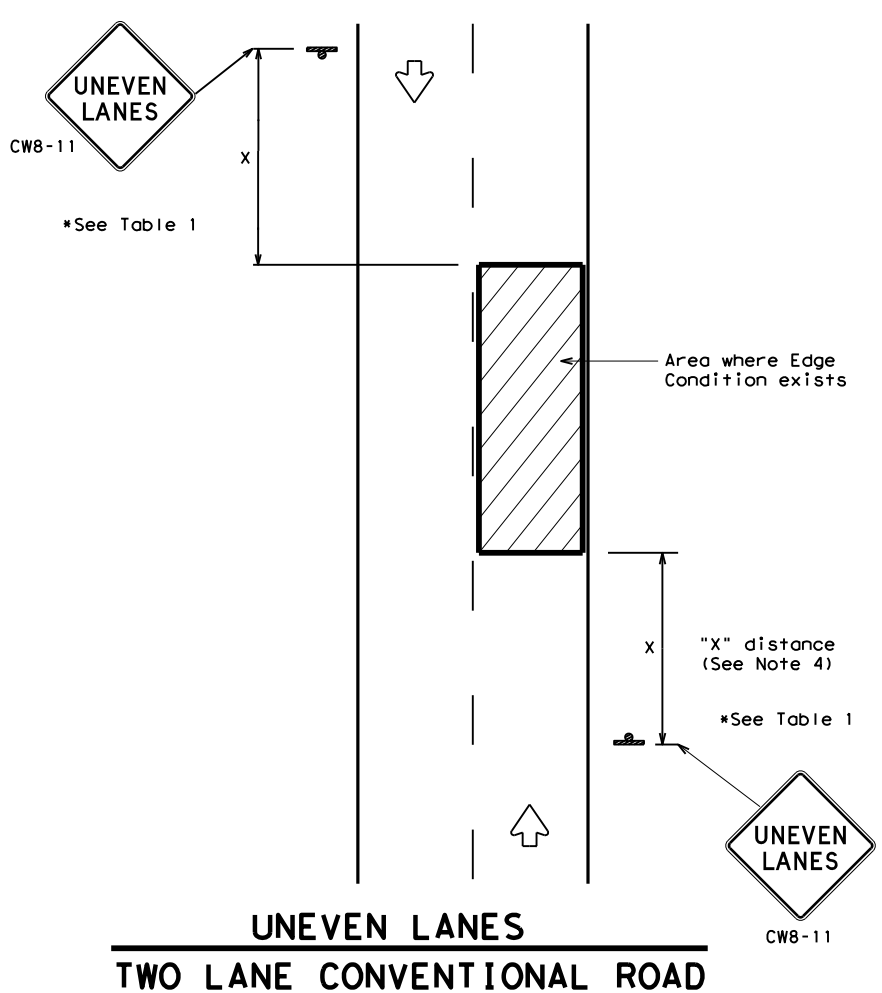 UNEVEN
LANES
CW8-11
X
*See Table 1
Area where Edge
Condition exists
X
"X" distance
(See Note 4)
*See Table 1
UNEVEN
LANES
CW8-11
UNEVEN LANES
TWO LANE CONVENTIONAL ROAD